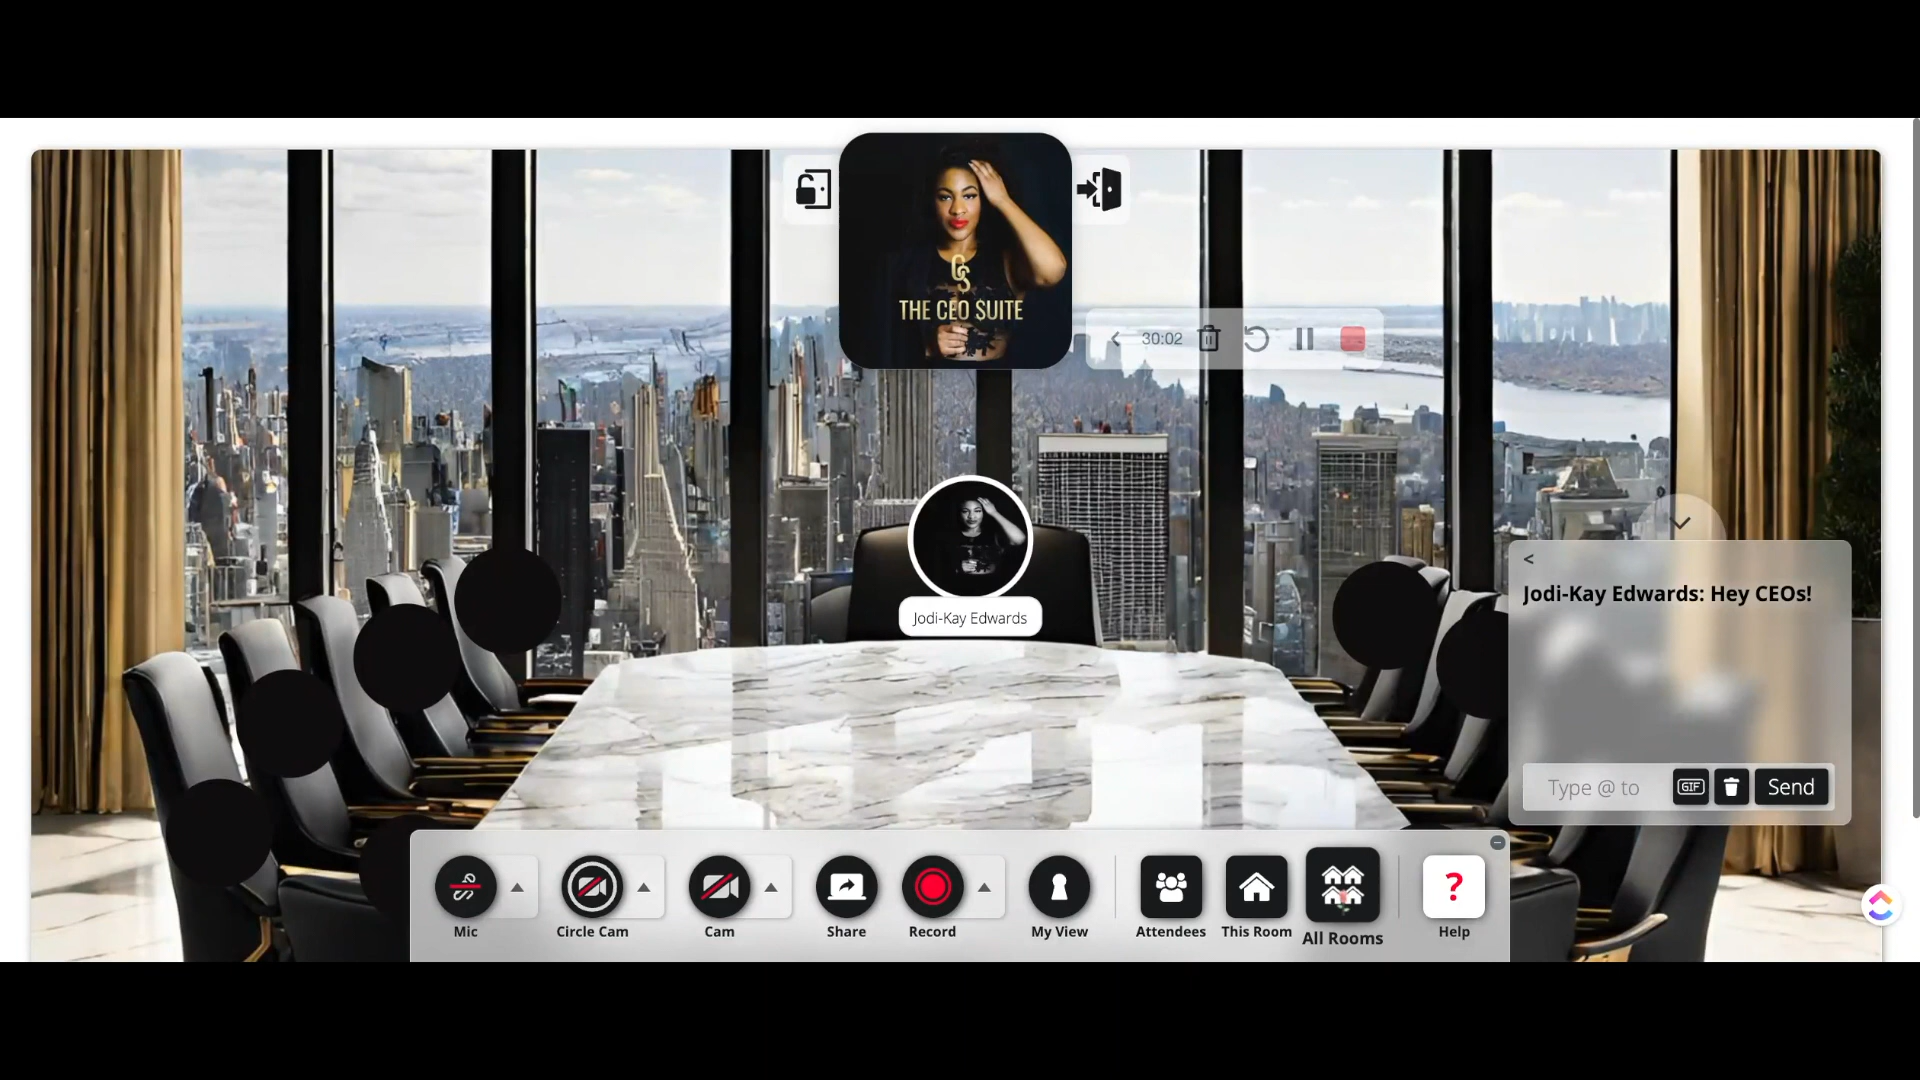 THE CEO $UITE
30:02
Jodi-Kay Edwards
<
Jodi-Kay Edwards: Hey CEOs!
Type @ to
GIF
Send
Mic
Circle Cam
Cam
Share
Record
My View
Attendees
This Room
All Rooms
?
Help